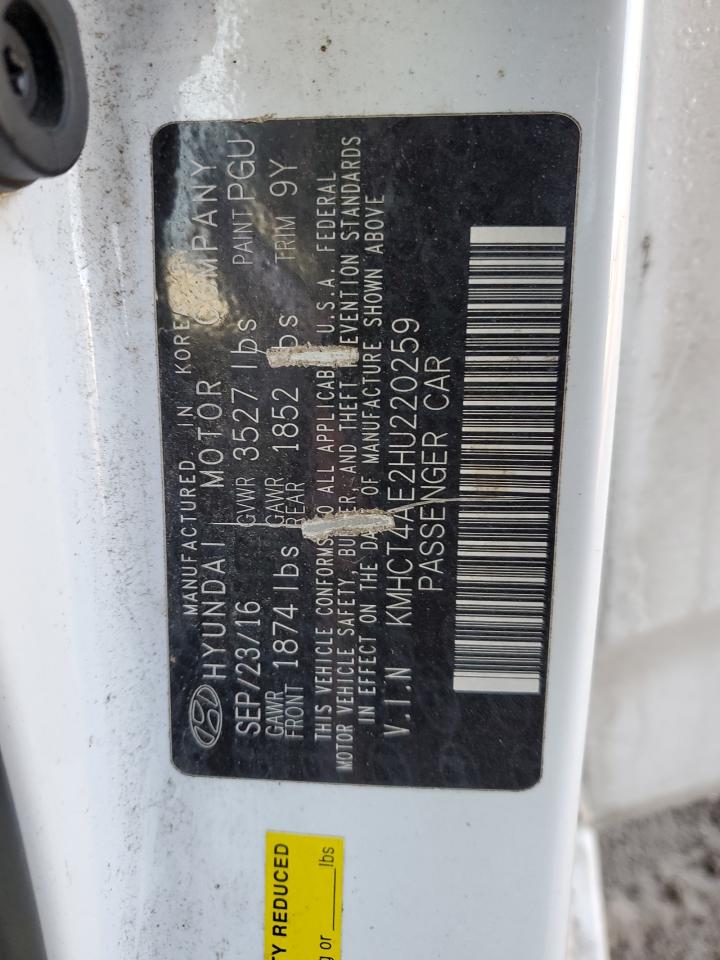 MANUFACTURED IN KOREA
HYUNDAI MOTOR COMPANY
SEP/23/16 GVWR 3527 lbs PAINT PGU
GAWR FRONT 1874 lbs GAWR REAR 1852 TRIM 9Y
THIS VEHICLE CONFORMS TO ALL APPLICABLE U.S.A. FEDERAL
MOTOR VEHICLE SAFETY, BUMPER, AND THEFT PREVENTION STANDARDS
IN EFFECT ON THE DATE OF MANUFACTURE SHOWN ABOVE
V.I.N KMHCT4AE2HU220259
PASSENGER CAR
TY REDUCED
g or ____ lbs